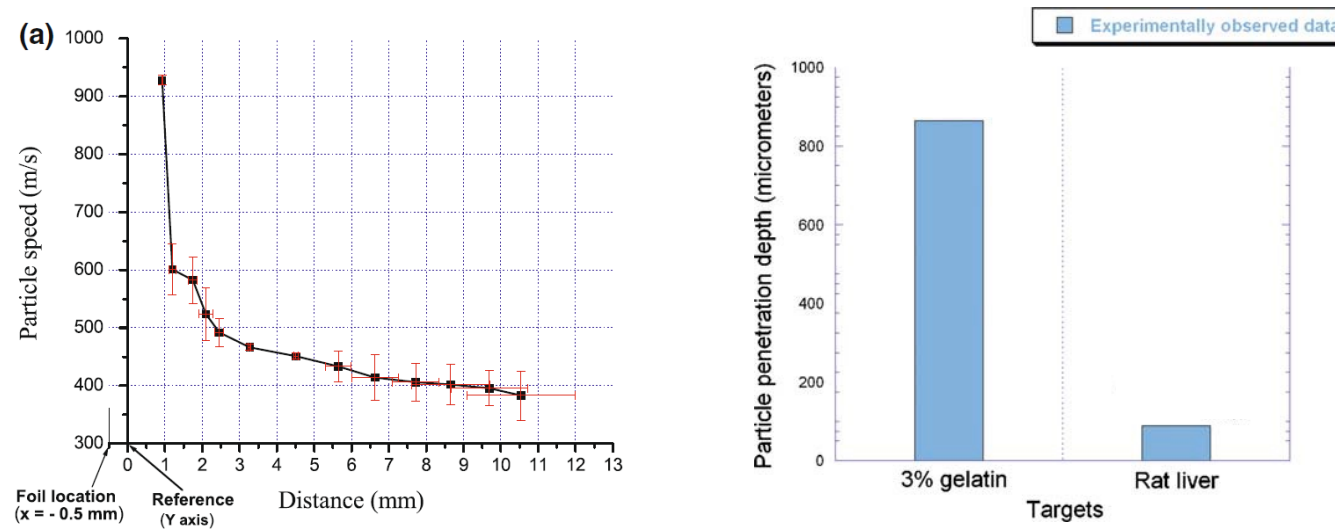 (a)
Particle speed (m/s)
1000
900
800
700
600
500
400
300
0
1
2
3
4
5
6
7
8
9
10
11
12
13
Distance (mm)
Foil location
(x = - 0.5 mm)
Reference
(Y axis)
Experimentally observed data
Particle penetration depth (micrometers)
1000
800
400
200
0
3% gelatin
Rat liver
Targets